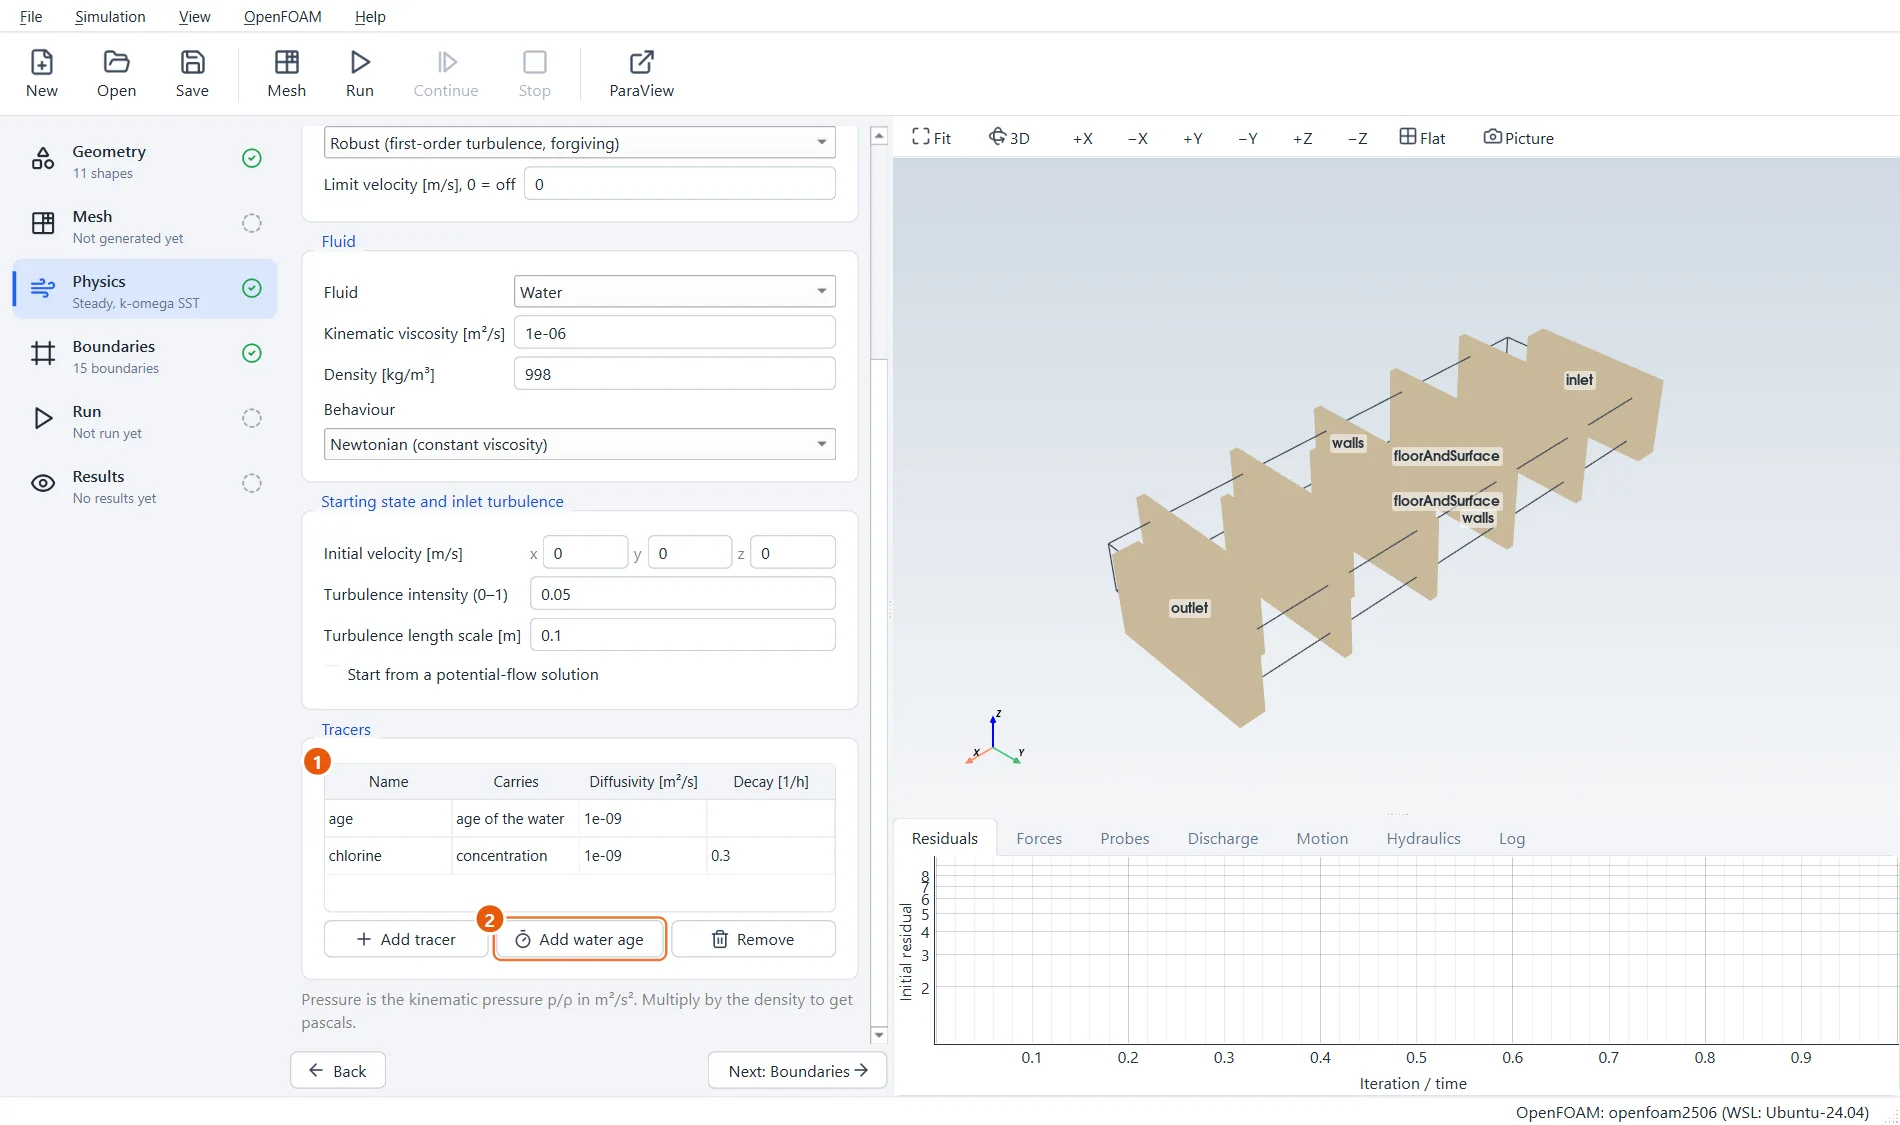 File Simulation View OpenFOAM Help
New Open Save Mesh Run Continue Stop ParaView
Geometry
11 shapes
Mesh
Not generated yet
Physics
Steady, k-omega SST
Boundaries
15 boundaries
Run
Not run yet
Results
No results yet
Robust (first-order turbulence, forgiving)
Limit velocity [m/s], 0 = off 0
Fluid
Fluid Water
Kinematic viscosity [m²/s] 1e-06
Density [kg/m³] 998
Behaviour
Newtonian (constant viscosity)
Starting state and inlet turbulence
Initial velocity [m/s] x 0 y 0 z 0
Turbulence intensity (0–1) 0.05
Turbulence length scale [m] 0.1
Start from a potential-flow solution
Tracers
1
Name Carries Diffusivity [m²/s] Decay [1/h]
age age of the water 1e-09
chlorine concentration 1e-09 0.3
2
Add tracer Add water age Remove
Pressure is the kinematic pressure p/ρ in m²/s². Multiply by the density to get
pascals.
Back Next: Boundaries
Fit 3D +X −X +Y −Y +Z −Z Flat Picture
inlet
walls
floorAndSurface
floorAndSurface
walls
outlet
Z
X Y
Residuals Forces Probes Discharge Motion Hydraulics Log
Initial residual
8
7
6
5
4
3
2
0.1 0.2 0.3 0.4 0.5 0.6 0.7 0.8 0.9
Iteration / time
OpenFOAM: openfoam2506 (WSL: Ubuntu-24.04)